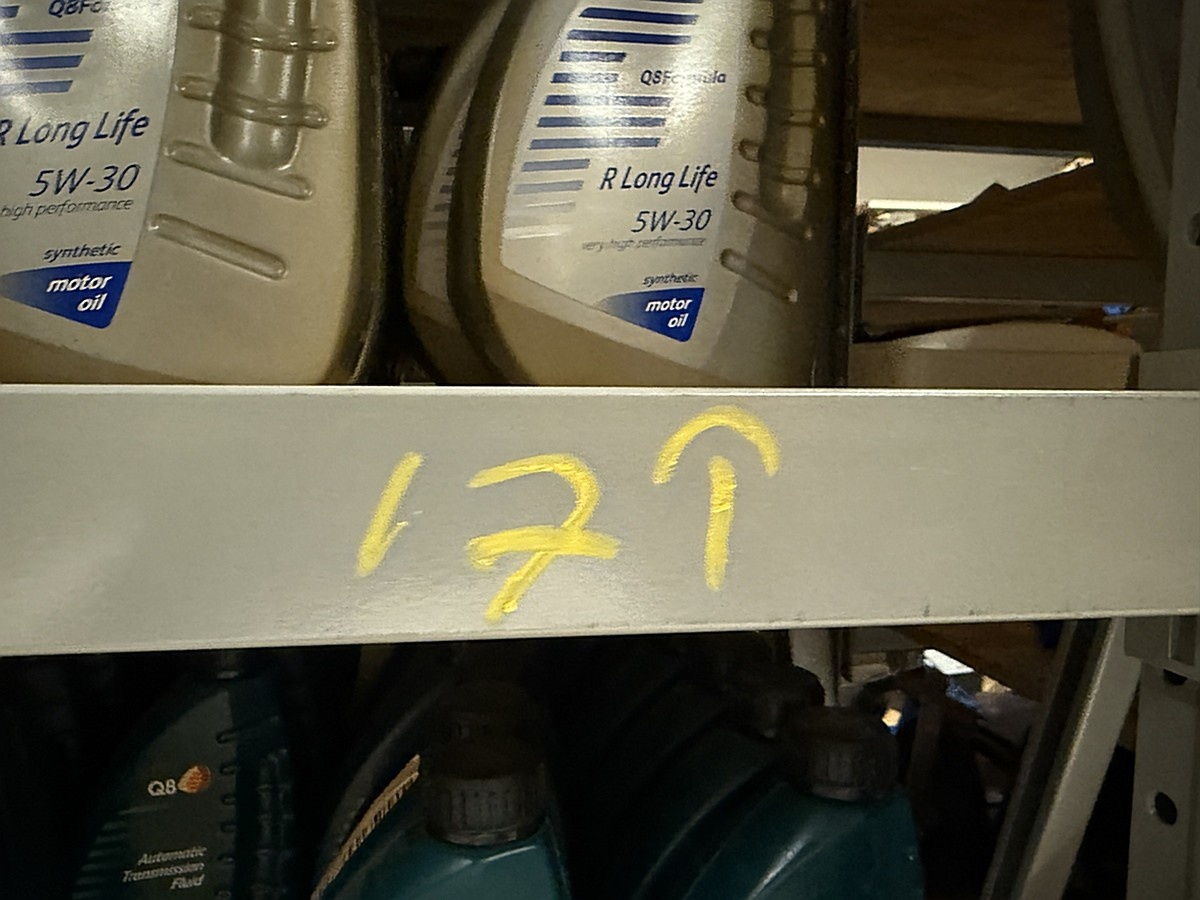 Q8Fo
R Long Life
5W-30
high performance
synthetic
motor
oil
Q8Formula
R Long Life
5W-30
very high performance
synthetic
motor
oil
17↑
Q8
Automatic
Transmission
Fluid